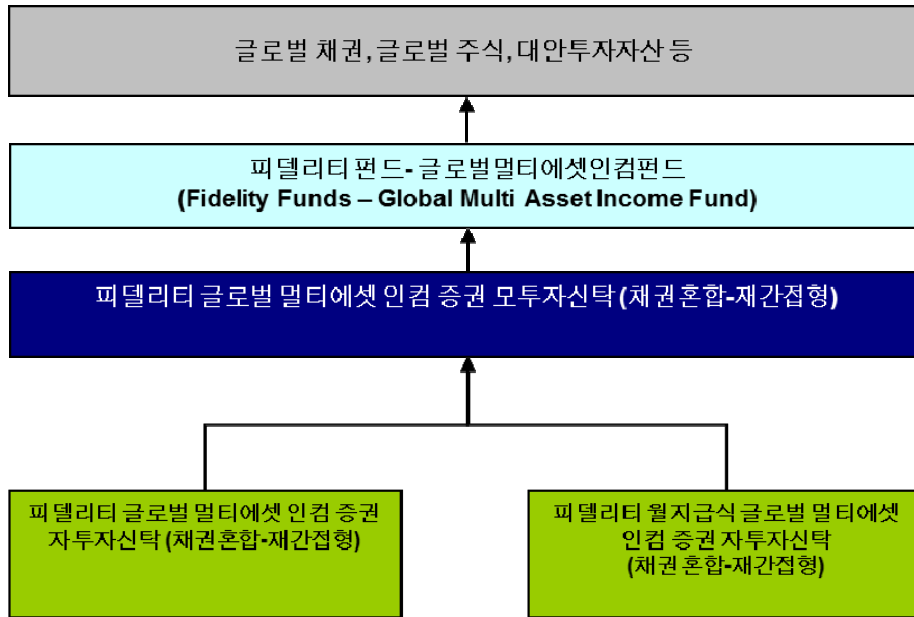 글로벌 채권, 글로벌 주식, 대안투자자산 등
피델리티 펀드- 글로벌멀티에셋인컴펀드
(Fidelity Funds – Global Multi Asset Income Fund)
피델리티 글로벌 멀티에셋 인컴 증권 모투자신탁 (채권혼합-재간접형)
피델리티 글로벌 멀티에셋 인컴 증권
자투자신탁 (채권혼합-재간접형)
피델리티 월지급식 글로벌 멀티에셋
인컴 증권 자투자신탁
(채권혼합-재간접형)